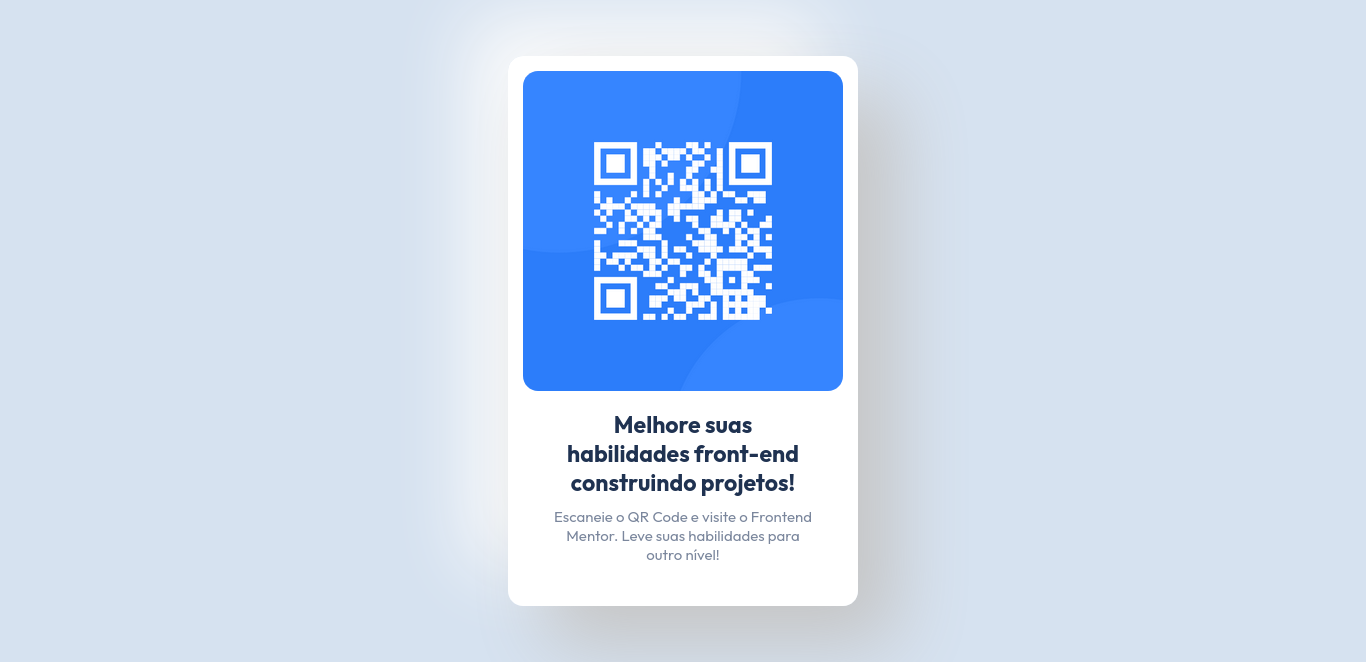 Melhore suas
habilidades front-end
construindo projetos!
Escaneie o QR Code e visite o Frontend
Mentor. Leve suas habilidades para
outro nível!